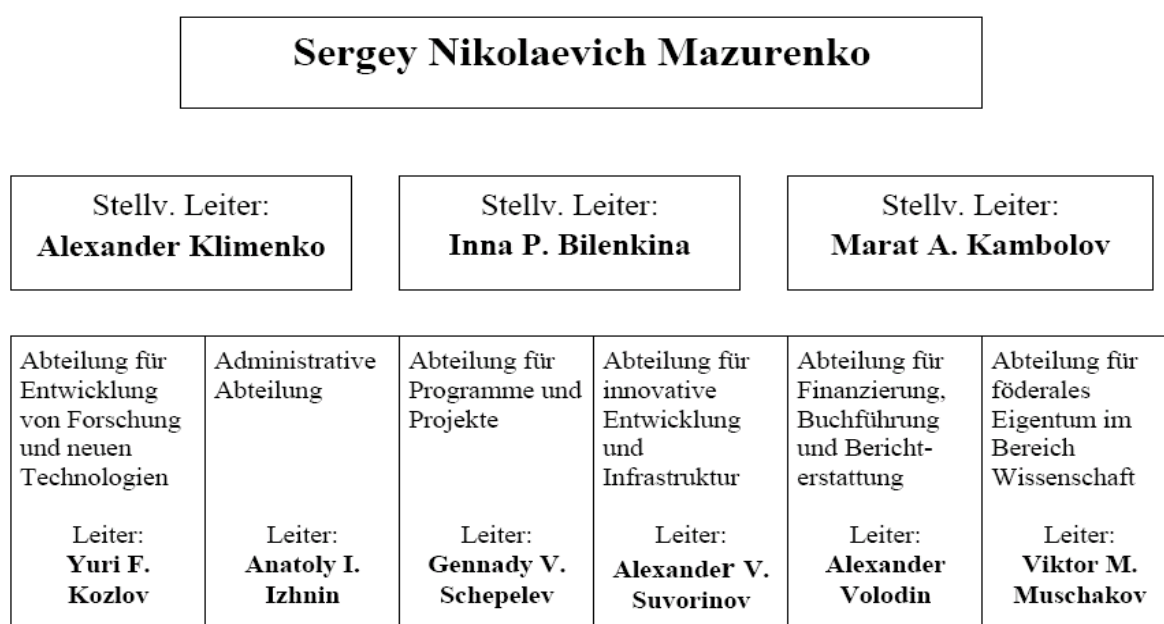 Sergey Nikolaevich Mazurenko
Stellv. Leiter:
Alexander Klimenko
Stellv. Leiter:
Inna P. Bilenkina
Stellv. Leiter:
Marat A. Kambolov
Abteilung für
Entwicklung
von Forschung
und neuen
Technologien
Leiter:
Yuri F.
Kozlov
Administrative
Abteilung
Leiter:
Anatoly I.
Izhnin
Abteilung für
Programme und
Projekte
Leiter:
Gennady V.
Schepelev
Abteilung für
innovative
Entwicklung
und
Infrastruktur
Leiter:
Alexander V.
Suvorinov
Abteilung für
Finanzierung,
Buchführung
und Bericht-
erstattung
Leiter:
Alexander
Volodin
Abteilung für
föderales
Eigentum im
Bereich
Wissenschaft
Leiter:
Viktor M.
Muschakov